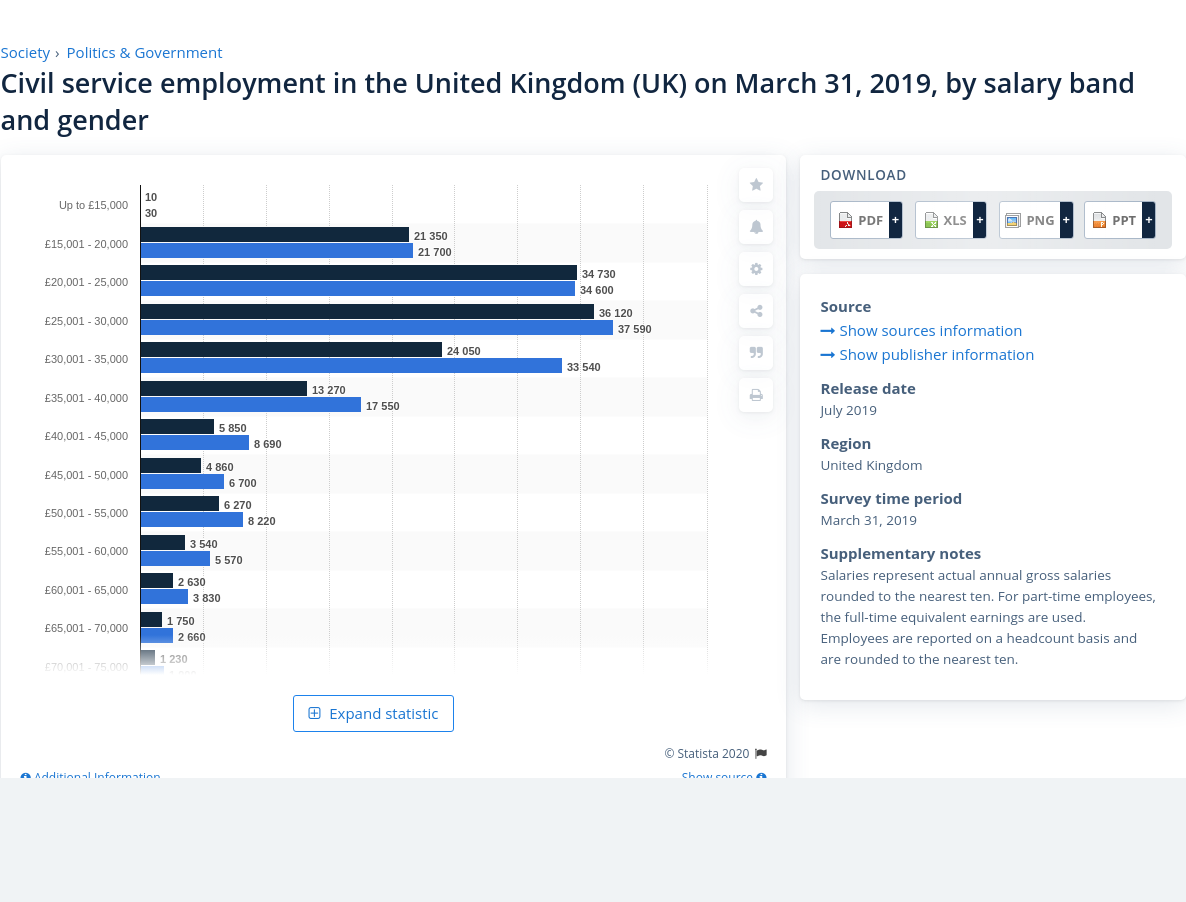 Society › Politics & Government
Civil service employment in the United Kingdom (UK) on March 31, 2019, by salary band
and gender
Up to £15,000
10
30
£15,001 - 20,000
21 350
21 700
£20,001 - 25,000
34 730
34 600
£25,001 - 30,000
36 120
37 590
£30,001 - 35,000
24 050
33 540
£35,001 - 40,000
13 270
17 550
£40,001 - 45,000
5 850
8 690
£45,001 - 50,000
4 860
6 700
£50,001 - 55,000
6 270
8 220
£55,001 - 60,000
3 540
5 570
£60,001 - 65,000
2 630
3 830
£65,001 - 70,000
1 750
2 660
£70,001 - 75,000
1 230
Expand statistic
© Statista 2020
Additional Information
Show source
DOWNLOAD
PDF +
XLS +
PNG +
PPT +
Source
Show sources information
Show publisher information
Release date
July 2019
Region
United Kingdom
Survey time period
March 31, 2019
Supplementary notes
Salaries represent actual annual gross salaries
rounded to the nearest ten. For part-time employees,
the full-time equivalent earnings are used.
Employees are reported on a headcount basis and
are rounded to the nearest ten.